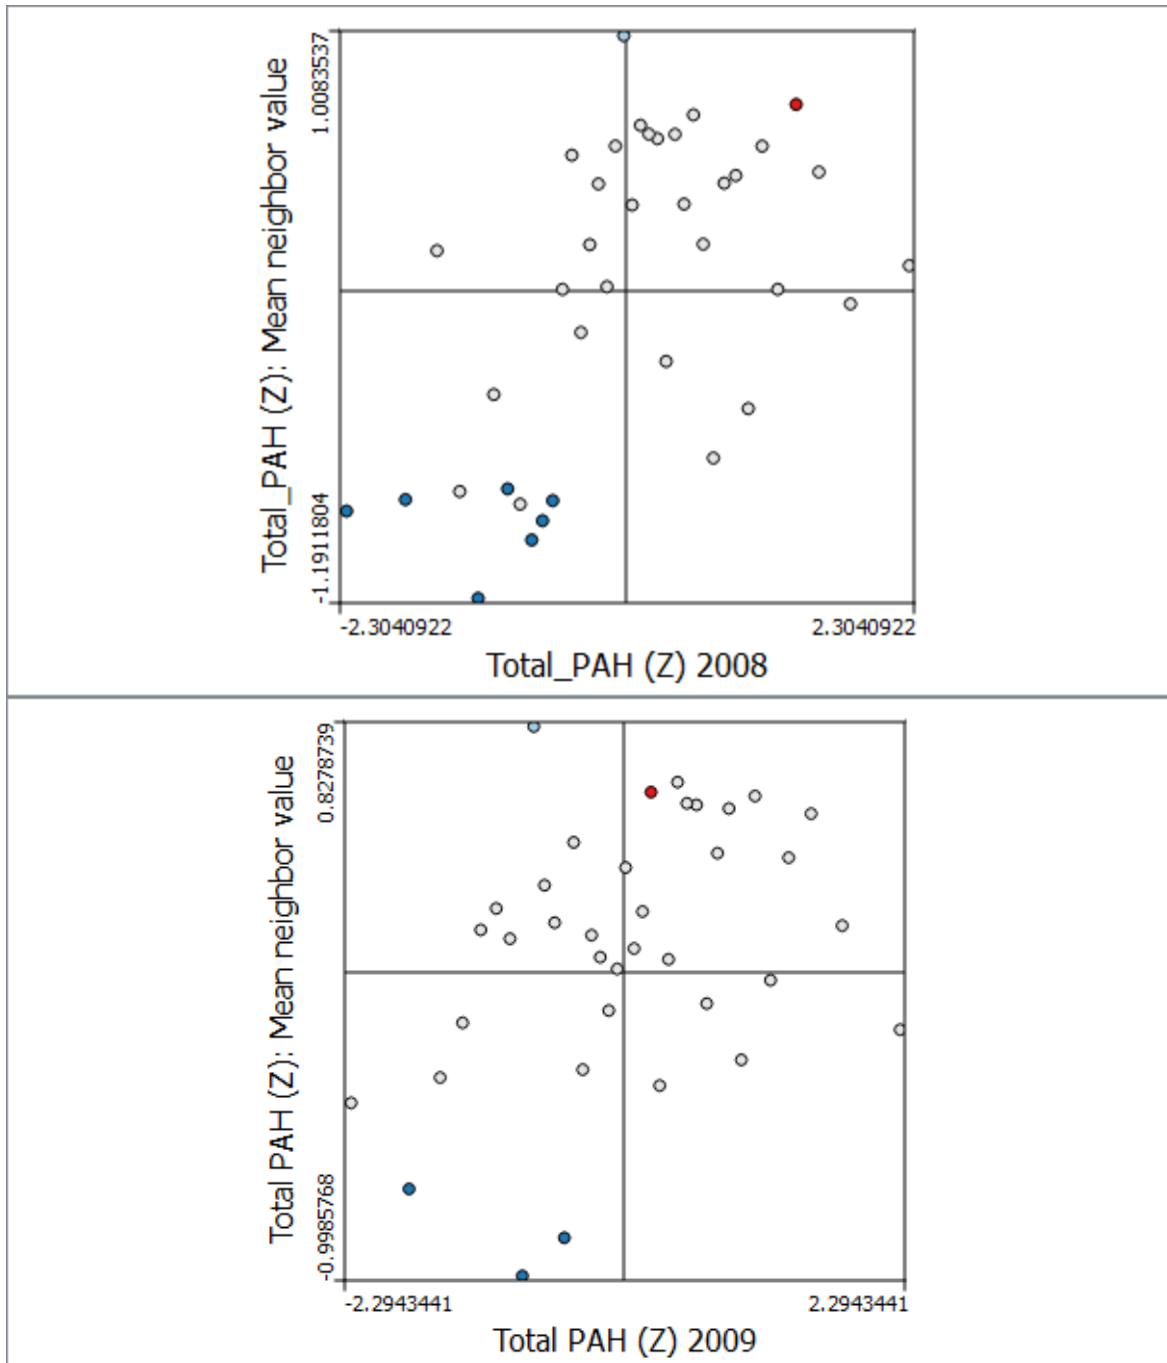 1.0083537
Total_PAH (Z): Mean neighbor value
-1.1911804
-2.3040922 2.3040922
Total_PAH (Z) 2008
0.8278739
Total PAH (Z): Mean neighbor value
-0.9985768
-2.2943441 2.2943441
Total PAH (Z) 2009